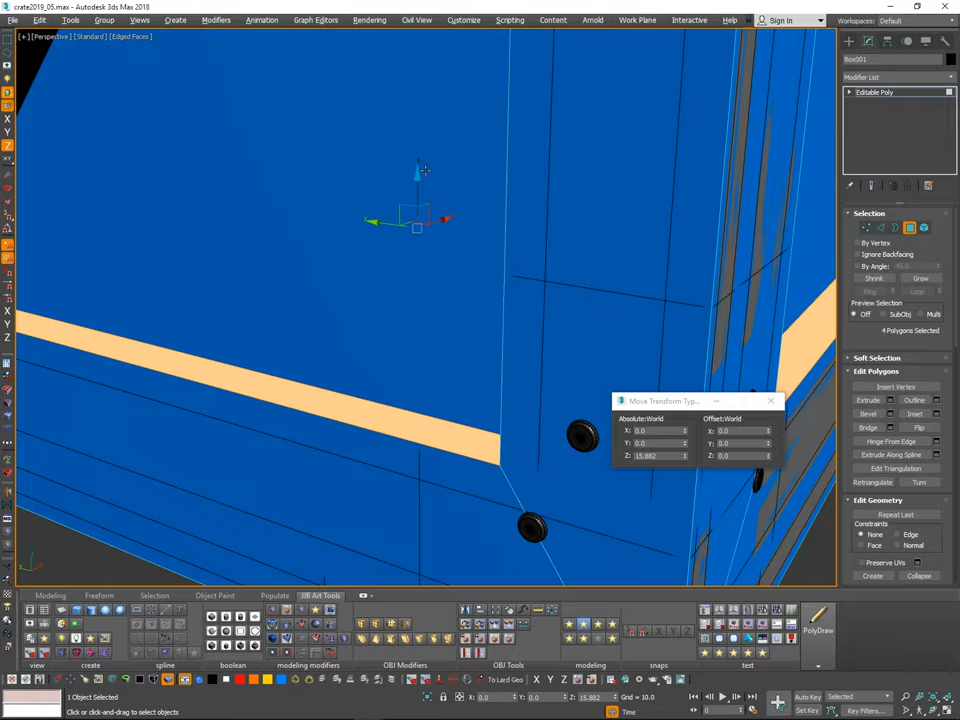 crate2019_05.max - Autodesk 3ds Max 2018
File Edit Tools Group Views Create Modifiers Animation Graph Editors Rendering Civil View Customize Scripting Content Arnold Work Plane Interactive Help Sign In Workspaces: Default
[+] [Perspective] [Standard] [Edged Faces]
Box001
Modifier List
Editable Poly
Selection
By Vertex
Ignore Backfacing
By Angle: 45.0
Shrink Grow
Ring Loop
Preview Selection
Off SubObj Multi
4 Polygons Selected
Soft Selection
Edit Polygons
Insert Vertex
Extrude Outline
Bevel Inset
Bridge Flip
Hinge From Edge
Extrude Along Spline
Edit Triangulation
Retriangulate Turn
Edit Geometry
Repeat Last
Constraints
None Edge
Face Normal
Preserve UVs
Create Collapse
Move Transform Typ...
Absolute:World Offset:World
X: 0.0 X: 0.0
Y: 0.0 Y: 0.0
Z: 15.882 Z: 0.0
X
Y
Z
XY
X
Y
Z
Modeling Freeform Selection Object Paint Populate IJB Art Tools
PolyDraw
view create spline boolean modeling modifiers OBJ Modifiers OBJ Tools modeling snaps test
X Y Z To Lard Geo
1 Object Selected
Click or click-and-drag to select objects
X: 0.0 Y: 0.0 Z: 15.882 Grid = 10.0
Time
0
Auto Key Selected
Set Key Key Filters...